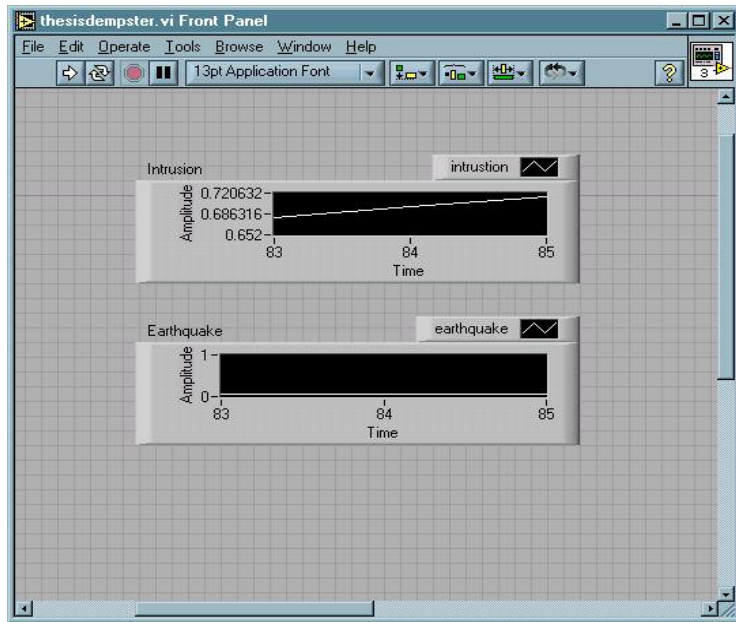 thesisdempster.vi Front Panel
File Edit Operate Tools Browse Window Help
13pt Application Font
?
3
Intrusion
intrustion
Amplitude
0.720632
0.686316
0.652
83 84 85
Time
Earthquake
earthquake
Amplitude
1
0
83 84 85
Time